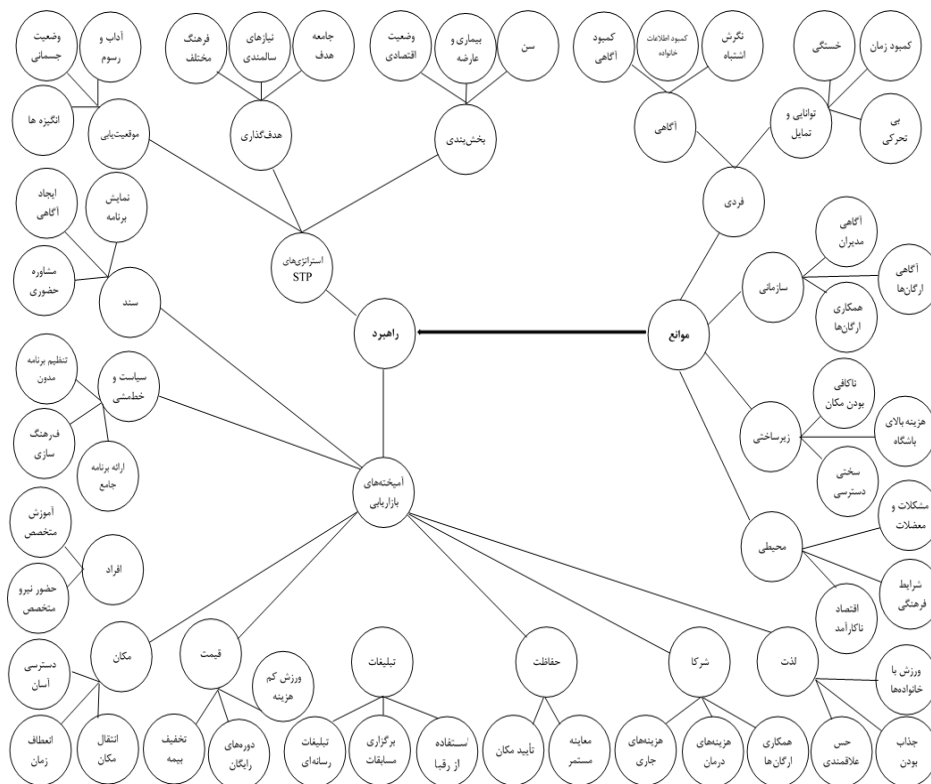 کمبود زمان
خستگی
بی
تحرکی
توانایی و
تمایل
نگرش
اشتباه
کمبود اطلاعات
خانواده
کمبود
آگاهی
آگاهی
فردی
آگاهی
مدیران
آگاهی
ارگان‌ها
همکاری
ارگان‌ها
سازمانی
موانع
ناکافی
بودن مکان
هزینه بالای
باشگاه
سختی
دسترسی
زیرساختی
مشکلات و
معضلات
شرایط
فرهنگی
اقتصاد
ناکارآمد
محیطی
راهبرد
استراتژی‌های
STP
سن
بیماری و
عارضه
وضعیت
اقتصادی
بخش‌بندی
جامعه
هدف
نیازهای
سالمندی
فرهنگ
مختلف
هدف‌گذاری
آداب و
رسوم
وضعیت
جسمانی
انگیزه ها
موقعیت‌یابی
آمیخته‌های
بازاریابی
نمایش
برنامه
ایجاد
آگاهی
مشاوره
حضوری
سند
تنظیم برنامه
مدون
فرهنگ
سازی
ارائه برنامه
جامع
سیاست و
خط‌مشی
آموزش
متخصص
حضور نیرو
متخصص
افراد
دسترسی
آسان
انعطاف
زمان
انتقال
مکان
مکان
قیمت
ورزش کم
هزینه
دوره‌های
رایگان
تخفیف
بیمه
تبلیغات
استفاده
از رقبا
برگزاری
مسابقات
تبلیغات
رسانه‌ای
حفاظت
معاینه
مستمر
تأیید مکان
شرکا
همکاری
ارگان‌ها
هزینه‌های
درمان
هزینه‌های
جاری
لذت
ورزش با
خانواده‌ها
جذاب
بودن
حس
علاقمندی